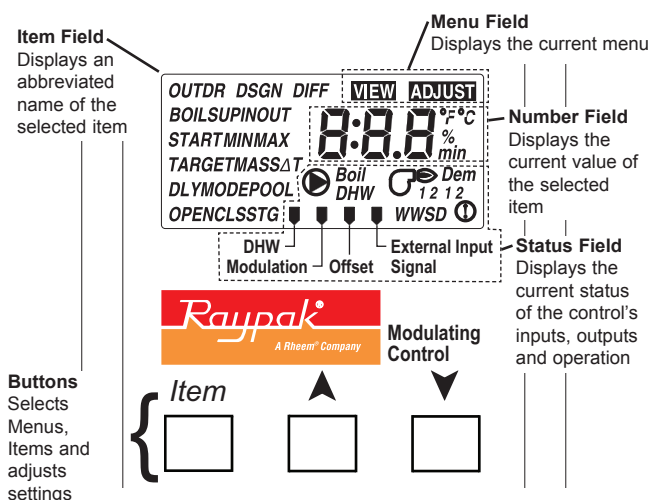 Item Field
Displays an
abbreviated
name of the
selected item
Menu Field
Displays the current menu
OUTDR DSGN DIFF VIEW ADJUST
BOILSUPINOUT
STARTMINMAX
TARGETMASSΔT
DLYMODEPOOL
OPENCLSSTG
8:8.8 °F°C
%
min
Boil
DHW
Dem
1 2 1 2
WWSD
Number Field
Displays the
current value of
the selected
item
DHW
Modulation
Offset
External Input
Signal
Status Field
Displays the
current status
of the control's
inputs, outputs
and operation
Raypak®
A Rheem® Company
Modulating
Control
Buttons
Selects
Menus,
Items and
adjusts
settings
Item